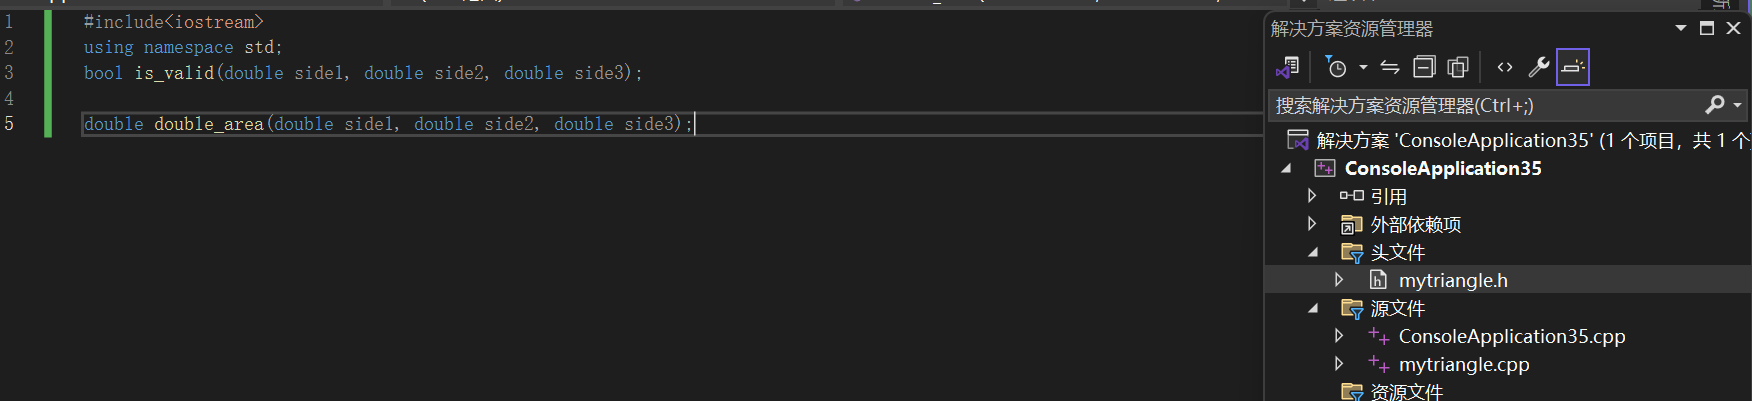 1 #include<iostream>
2 using namespace std;
3 bool is_valid(double side1, double side2, double side3);
4
5 double double_area(double side1, double side2, double side3);
解决方案资源管理器
搜索解决方案资源管理器(Ctrl+;)
解决方案 'ConsoleApplication35' (1 个项目，共 1 个
ConsoleApplication35
引用
外部依赖项
头文件
mytriangle.h
源文件
ConsoleApplication35.cpp
mytriangle.cpp
资源文件